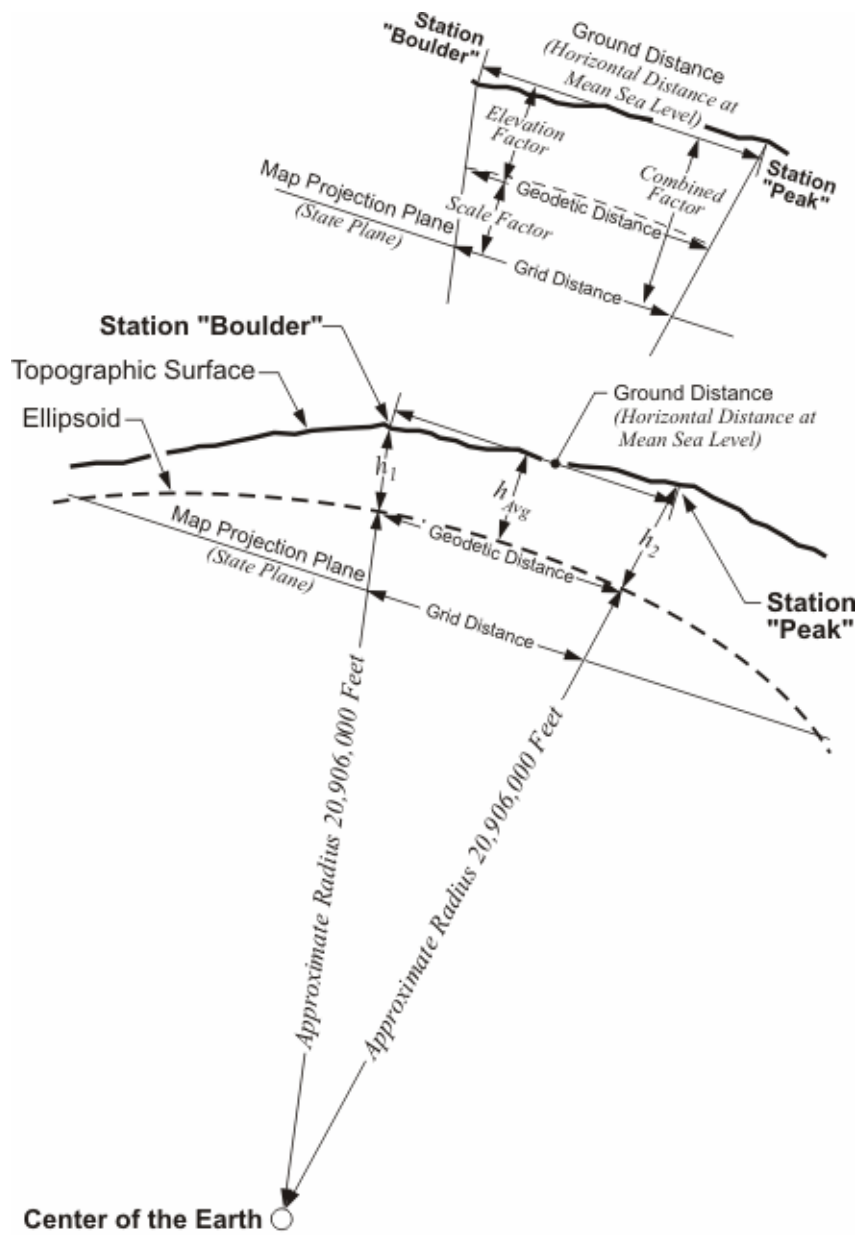 Station
"Boulder"
Ground Distance
(Horizontal Distance at
Mean Sea Level)
Elevation
Factor
Combined
Factor
Station
"Peak"
Map Projection Plane
(State Plane)
Geodetic Distance
Scale Factor
Grid Distance
Station "Boulder"
Topographic Surface
Ellipsoid
Ground Distance
(Horizontal Distance at
Mean Sea Level)
h1
hAvg
h2
Map Projection Plane
(State Plane)
Geodetic Distance
Grid Distance
Station
"Peak"
Approximate Radius 20,906,000 Feet
Approximate Radius 20,906,000 Feet
Center of the Earth